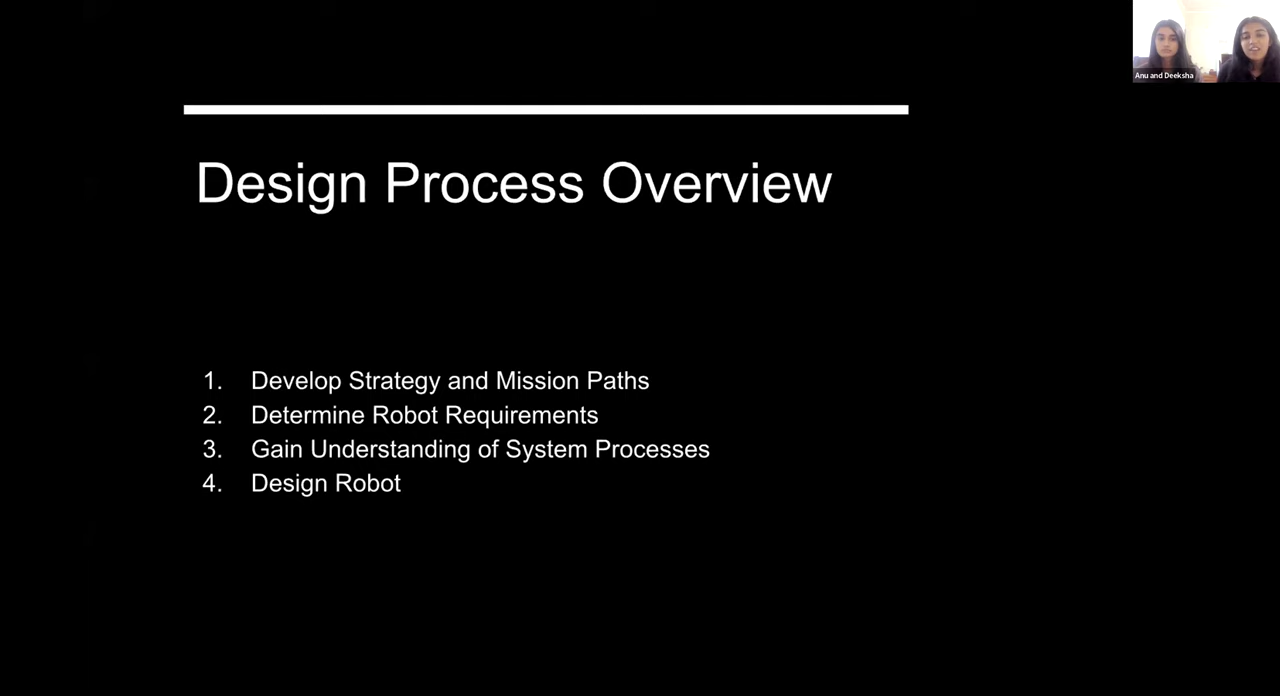 Anu and Deeksha
Design Process Overview
1. Develop Strategy and Mission Paths
2. Determine Robot Requirements
3. Gain Understanding of System Processes
4. Design Robot